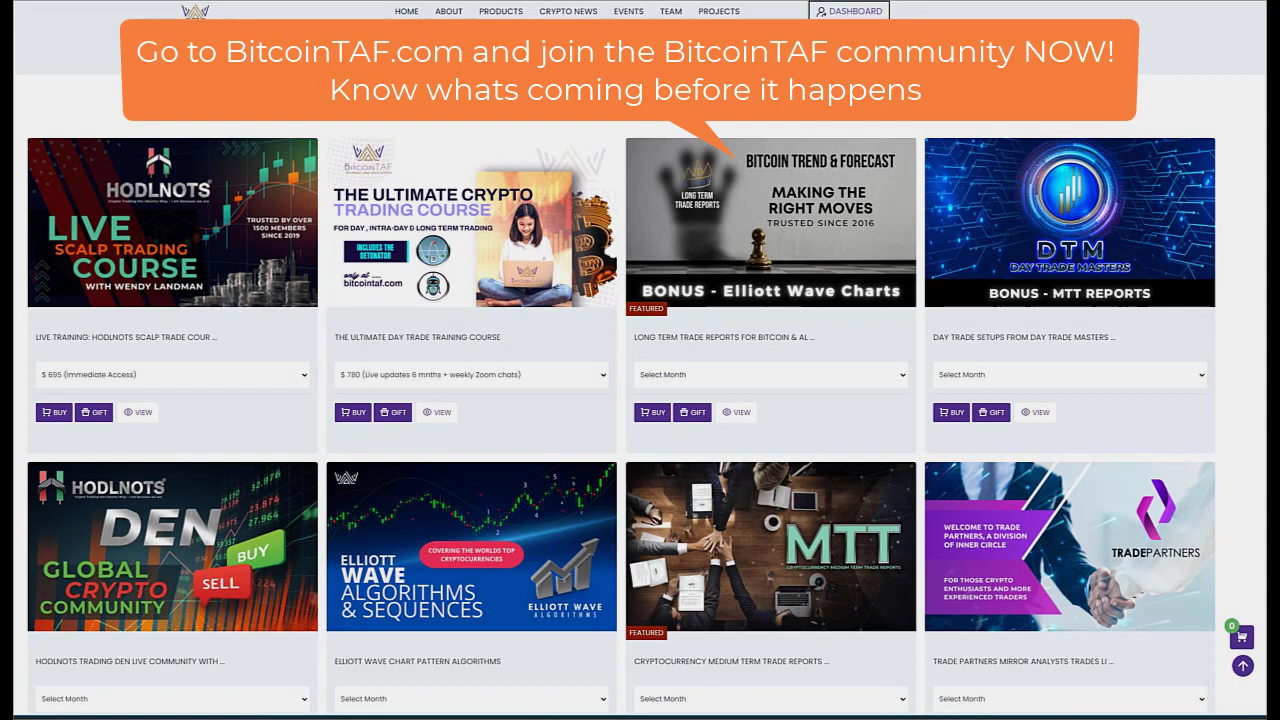 HOME ABOUT PRODUCTS CRYPTO NEWS EVENTS TEAM PROJECTS DASHBOARD
Go to BitcoinTAF.com and join the BitcoinTAF community NOW!
Know whats coming before it happens
HODLNOTS
LIVE
SCALP TRADING
COURSE
WITH WENDY LANDMAN
TRUSTED BY OVER
1500 MEMBERS
SINCE 2019
LIVE TRAINING: HODLNOTS SCALP TRADE COUR ...
$ 695 (Immediate Access)
BUY GIFT VIEW
BITCOINTAF
THE ULTIMATE CRYPTO
TRADING COURSE
FOR DAY, INTRA-DAY & LONG TERM TRADING
INCLUDES THE
DETONATOR
only at .....
bitcointaf.com
THE ULTIMATE DAY TRADE TRAINING COURSE
$ 780 (Live updates 6 mnths + weekly Zoom chats)
BUY GIFT VIEW
LONG TERM
TRADE REPORTS
BITCOIN TREND & FORECAST
MAKING THE
RIGHT MOVES
TRUSTED SINCE 2016
BONUS - Elliott Wave Charts
FEATURED
LONG TERM TRADE REPORTS FOR BITCOIN & AL ...
Select Month
BUY GIFT VIEW
DTM
DAY TRADE MASTERS
BONUS - MTT REPORTS
DAY TRADE SETUPS FROM DAY TRADE MASTERS ...
Select Month
BUY GIFT VIEW
HODLNOTS
DEN
GLOBAL
CRYPTO
COMMUNITY
BUY
SELL
32.976
27.964
HODLNOTS TRADING DEN LIVE COMMUNITY WITH ...
Select Month
COVERING THE WORLDS TOP
CRYPTOCURRENCIES
ELLIOTT
WAVE
ALGORITHMS
& SEQUENCES
ELLIOTT WAVE
ALGORITHMS
ELLIOTT WAVE CHART PATTERN ALGORITHMS
Select Month
MTT
CRYPTOCURRENCY MEDIUM TERM TRADE REPORTS
FEATURED
CRYPTOCURRENCY MEDIUM TERM TRADE REPORTS ...
Select Month
WELCOME TO TRADE
PARTNERS, A DIVISION
OF INNER CIRCLE
FOR THOSE CRYPTO
ENTHUSIASTS AND MORE
EXPERIENCED TRADERS
TRADEPARTNERS
TRADE PARTNERS MIRROR ANALYSTS TRADES LI ...
Select Month
0